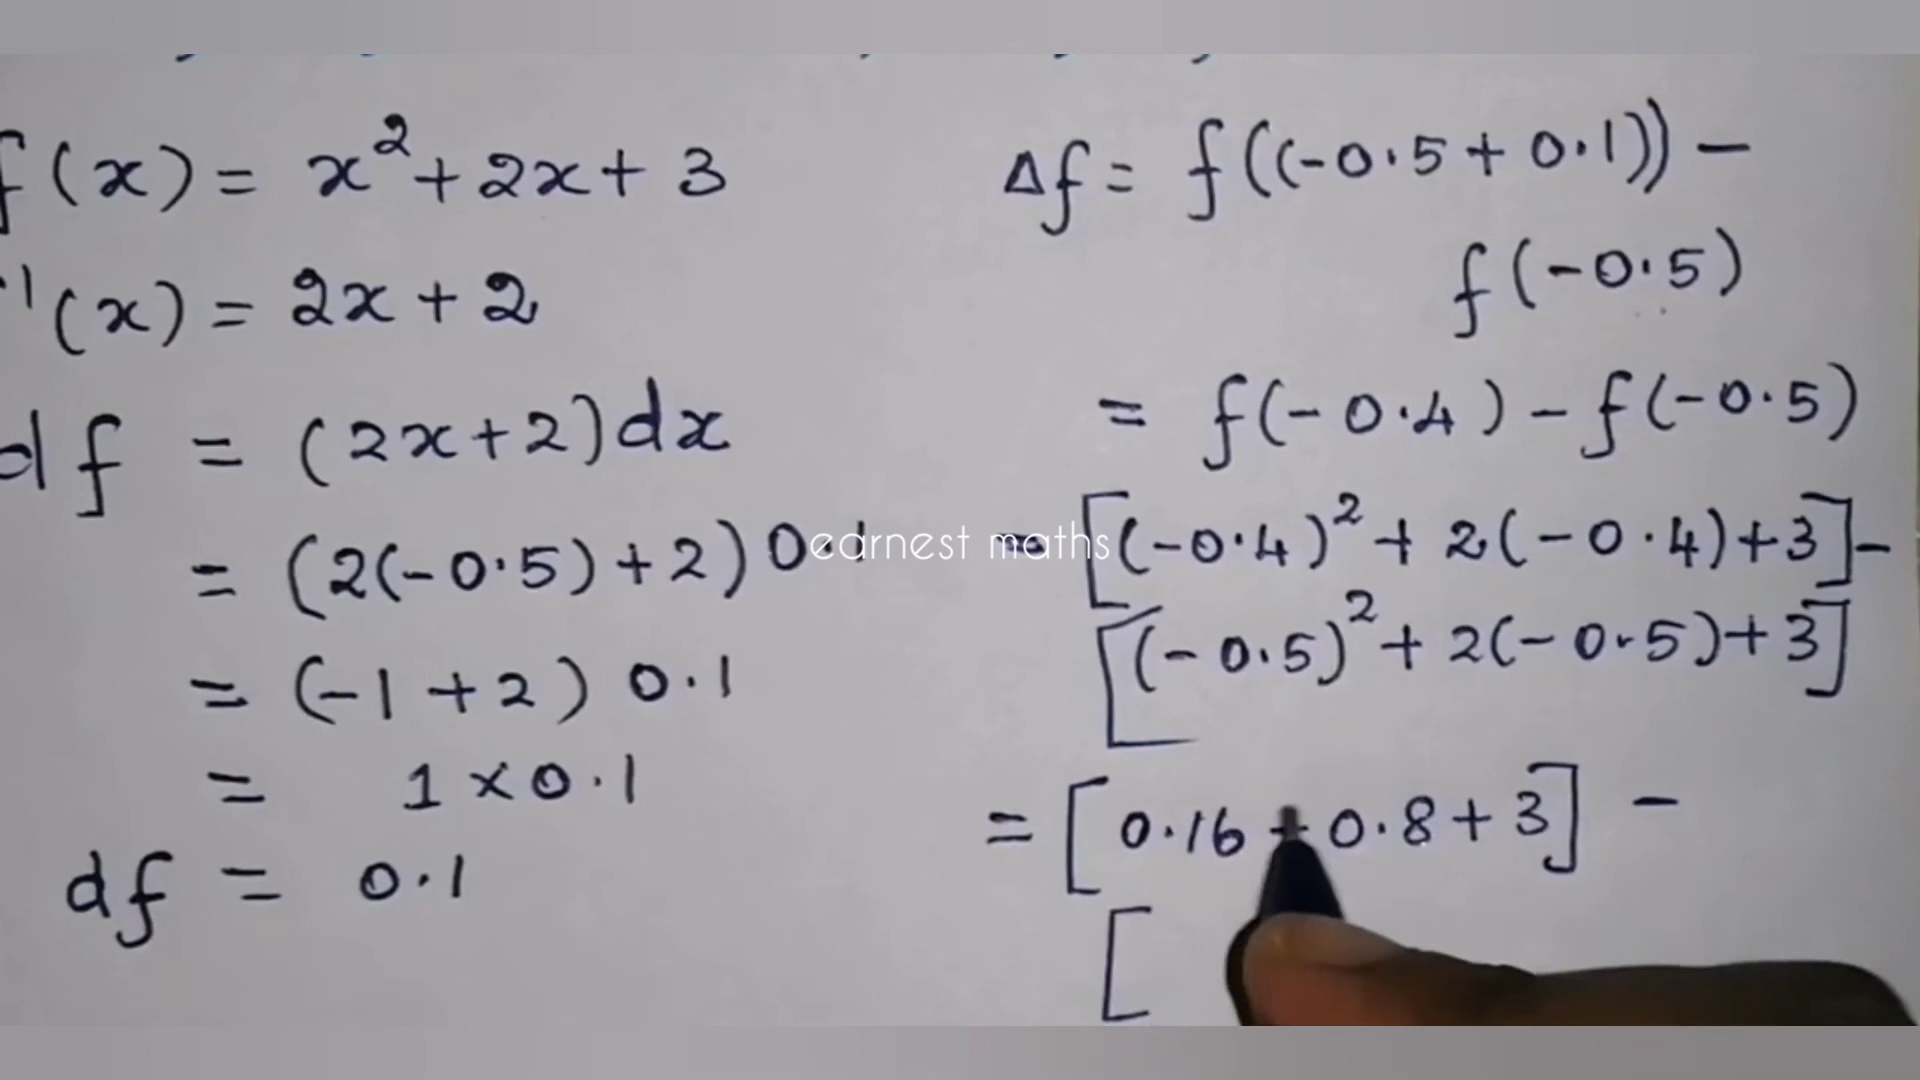 f(x) = x² + 2x + 3
'(x) = 2x + 2
df = (2x+2)dx
= (2(-0.5)+2) 0.1
= (-1+2) 0.1
= 1 × 0.1
df = 0.1
Δf = f((-0.5+0.1)) -
f(-0.5)
= f(-0.4) - f(-0.5)
= [(-0.4)² + 2(-0.4)+3] -
[(-0.5)² + 2(-0.5)+3]
= [0.16 - 0.8 + 3] -
[
earnest maths